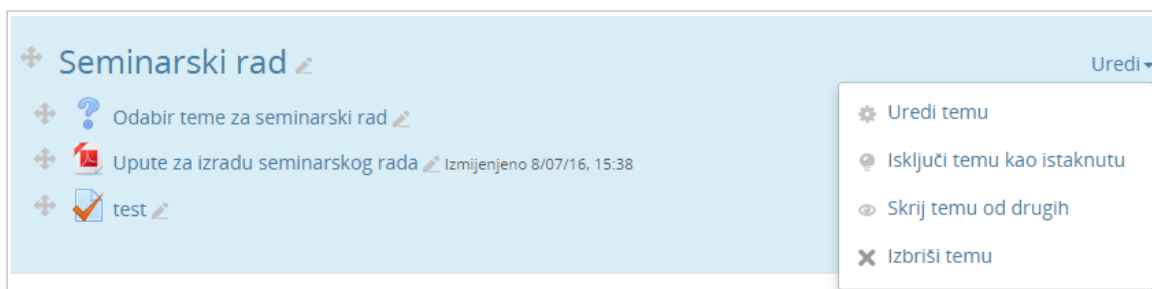 Seminarski rad
Uredi
Odabir teme za seminarski rad
Upute za izradu seminarskog rada Izmijenjeno 8/07/16, 15:38
test
Uredi temu
Isključi temu kao istaknutu
Skrij temu od drugih
Izbriši temu